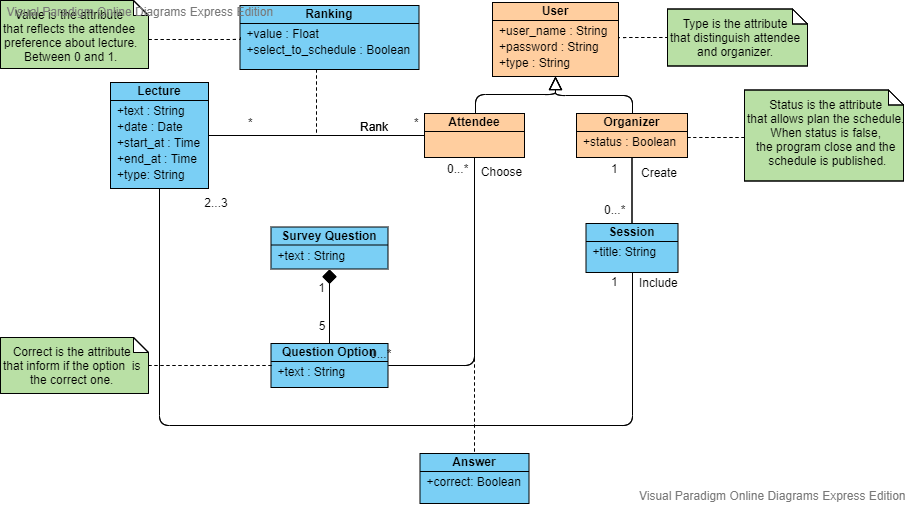 Visual Paradigm Online Diagrams Express Edition
Value is the attribute
that reflects the attendee
preference about lecture.
Between 0 and 1.
Ranking
+value : Float
+select_to_schedule : Boolean
User
+user_name : String
+password : String
+type : String
Type is the attribute
that distinguish attendee
and organizer.
Lecture
+text : String
+date : Date
+start_at : Time
+end_at : Time
+type: String
*
Rank
*
Attendee
Organizer
+status : Boolean
Status is the attribute
that allows plan the schedule.
When status is false,
the program close and the
schedule is published.
0...*
Choose
1
Create
2...3
0...*
Survey Question
+text : String
Session
+title: String
1
1
Include
5
Question Option
0...*
+text : String
Correct is the attribute
that inform if the option is
the correct one.
Answer
+correct: Boolean
Visual Paradigm Online Diagrams Express Edition